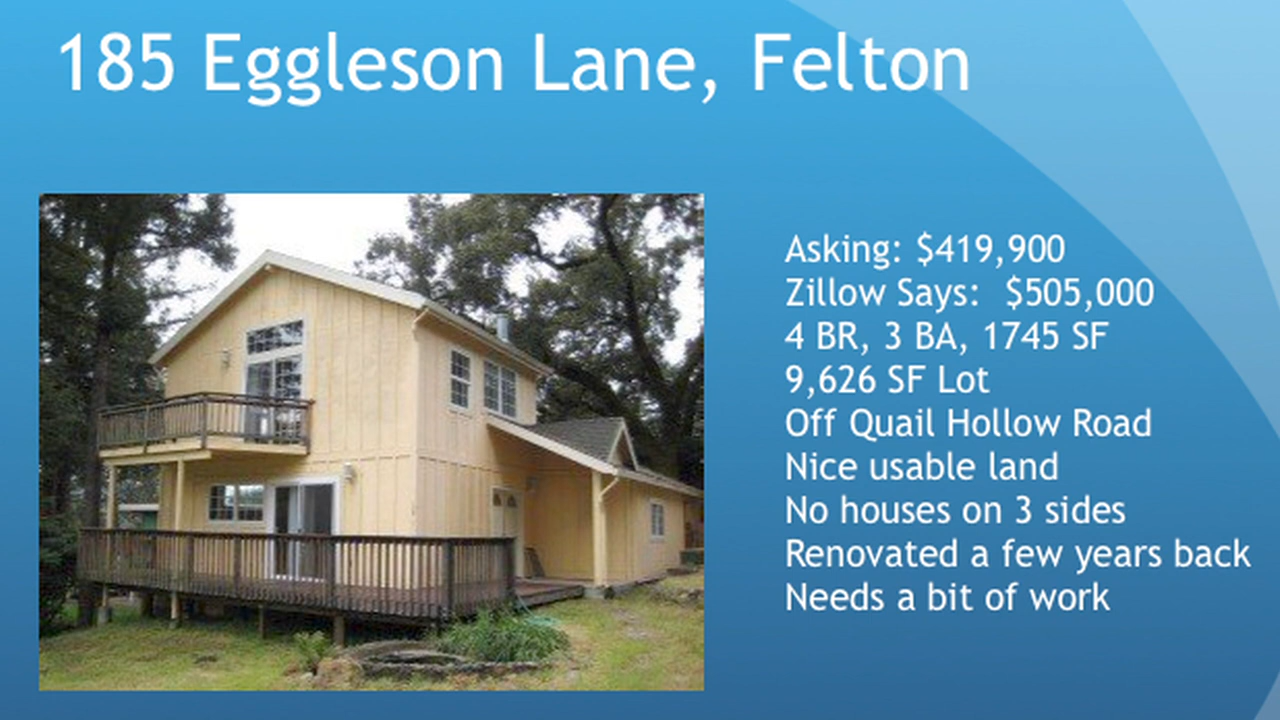 185 Eggleson Lane, Felton
Asking: $419,900
Zillow Says:  $505,000
4 BR, 3 BA, 1745 SF
9,626 SF Lot
Off Quail Hollow Road
Nice usable land
No houses on 3 sides
Renovated a few years back
Needs a bit of work